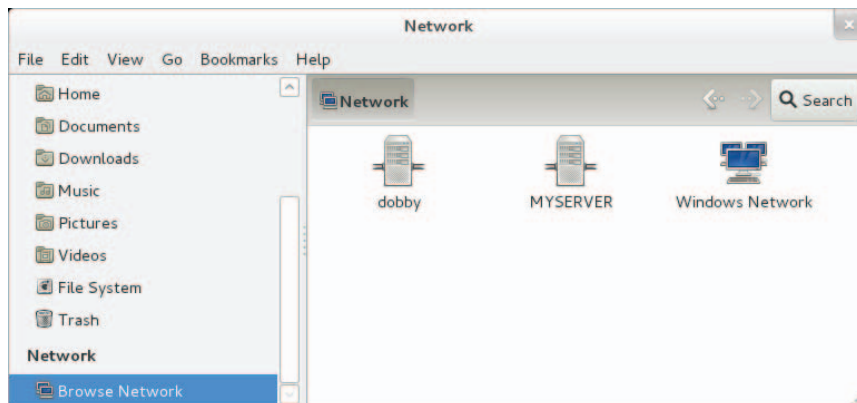 Network
File Edit View Go Bookmarks Help
Home
Documents
Downloads
Music
Pictures
Videos
File System
Trash
Network
Browse Network
Network
Search
dobby
MYSERVER
Windows Network